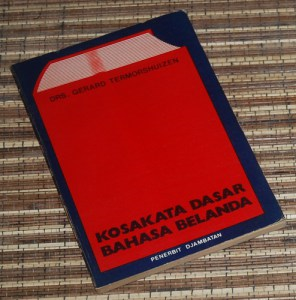 DRS. GERARD TERMORSHUIZEN
KOSAKATA DASAR
BAHASA BELANDA
PENERBIT DJAMBATAN